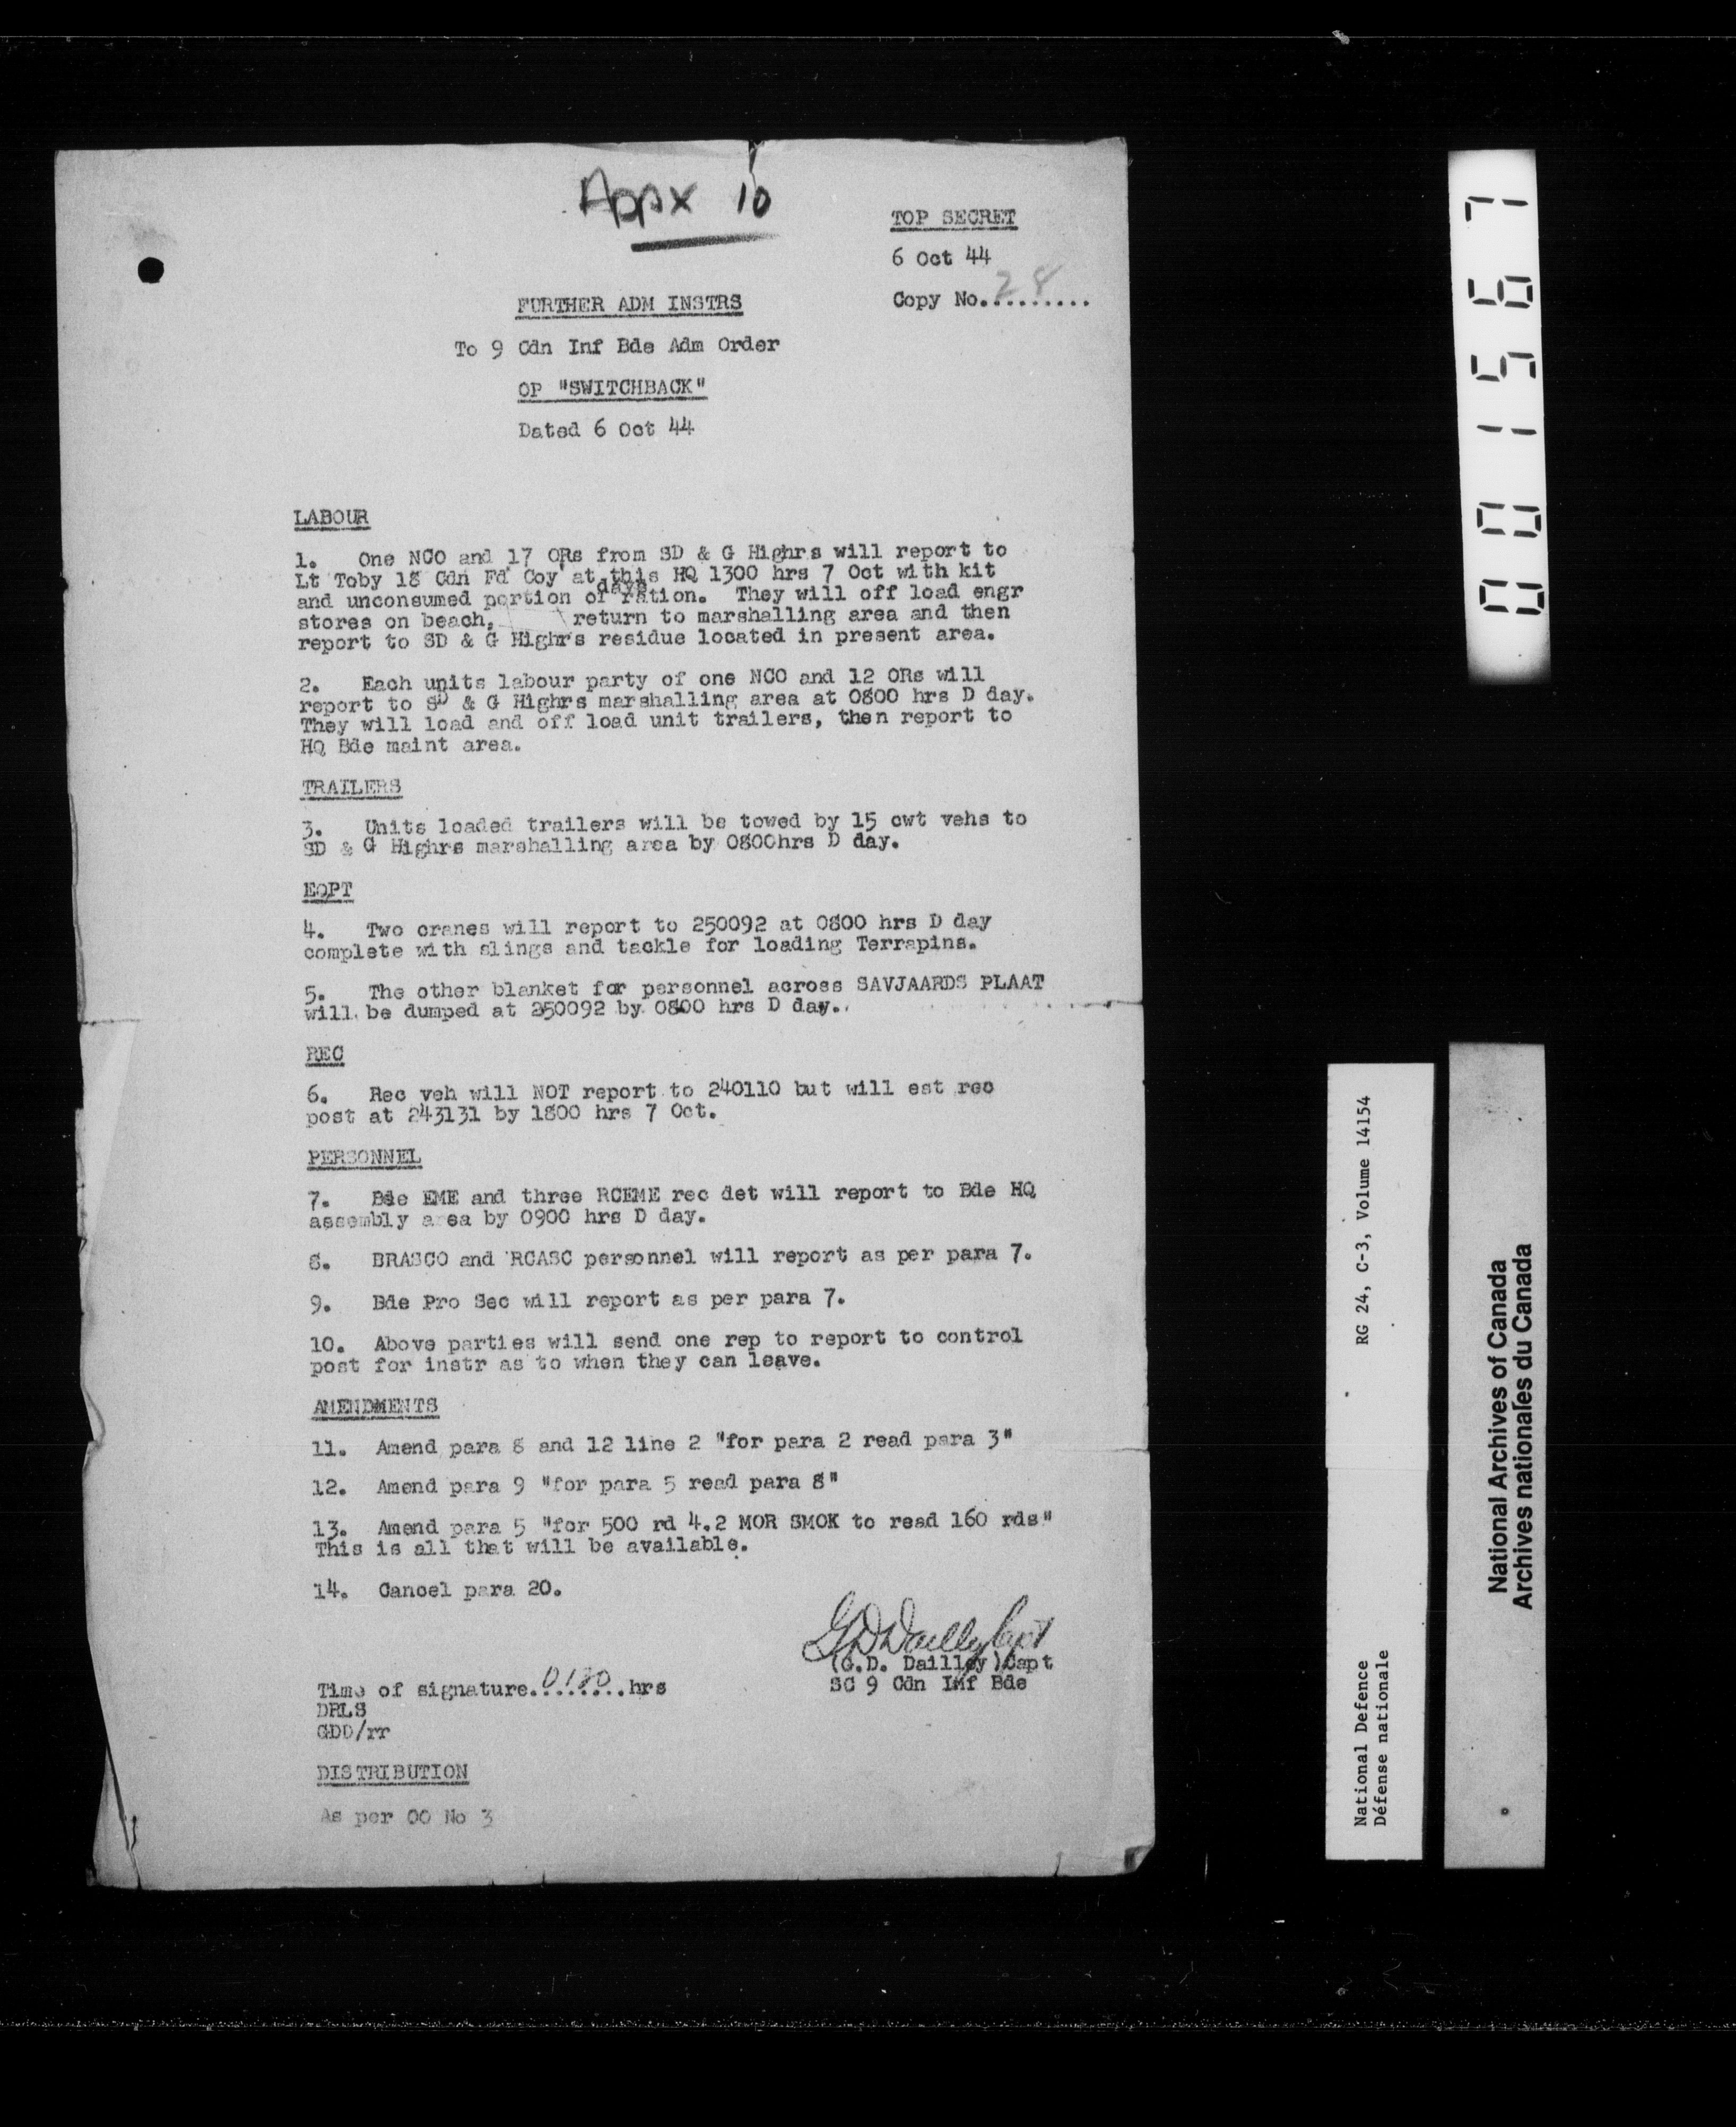 Appx 10
TOP SECRET
6 Oct 44
Copy No. 28..........
FURTHER ADM INSTRS
To 9 Cdn Inf Bde Adm Order
OP "SWITCHBACK"
Dated 6 Oct 44
LABOUR
1. One NCO and 17 ORs from SD & G Highrs will report to
Lt Toby 18 Cdn Fd Coy at this HQ 1300 hrs 7 Oct with kit
days
and unconsumed portion of ration. They will off load engr
stores on beach, return to marshalling area and then
report to SD & G Highrs residue located in present area.
2. Each units labour party of one NCO and 12 ORs will
report to SD & G Highrs marshalling area at 0800 hrs D day.
They will load and off load unit trailers, then report to
HQ Bde maint area.
TRAILERS
3. Units loaded trailers will be towed by 15 cwt vehs to
SD & G Highrs marshalling area by 0800hrs D day.
EQPT
4. Two cranes will report to 250092 at 0800 hrs D day
complete with slings and tackle for loading Terrapins.
5. The other blanket for personnel across SAVJAARDS PLAAT
will be dumped at 250092 by 0800 hrs D day.
REC
6. Rec veh will NOT report to 240110 but will est rec
post at 243131 by 1800 hrs 7 Oct.
PERSONNEL
7. Bde EME and three RCEME rec det will report to Bde HQ
assembly area by 0900 hrs D day.
8. BRASCO and RCASC personnel will report as per para 7.
9. Bde Pro Sec will report as per para 7.
10. Above parties will send one rep to report to control
post for instr as to when they can leave.
AMENDMENTS
11. Amend para 8 and 12 line 2 "for para 2 read para 3"
12. Amend para 9 "for para 5 read para 8"
13. Amend para 5 "for 500 rd 4.2 MOR SMOK to read 160 rds"
This is all that will be available.
14. Cancel para 20.
GDDailley Capt
(G.D. Dailley)Capt
SC 9 Cdn Inf Bde
Time of signature........hrs
DRLS
GDD/rr
DISTRIBUTION
As per OO No 3
001567
RG 24, C-3, Volume 14154
National Defence
Défense nationale
National Archives of Canada
Archives nationales du Canada